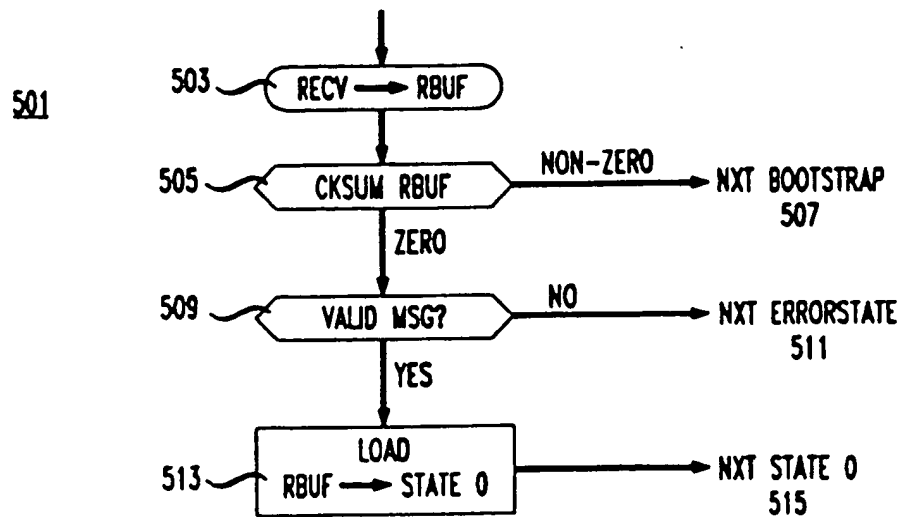 501
503
RECV → RBUF
505
CKSUM RBUF
NON-ZERO
NXT BOOTSTRAP
507
ZERO
509
VALID MSG?
NO
NXT ERRORSTATE
511
YES
513
LOAD
RBUF → STATE 0
NXT STATE 0
515